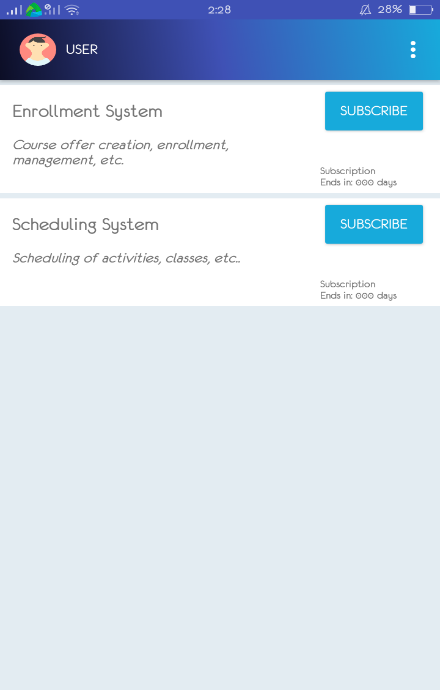 2:28
28%
USER
Enrollment System
SUBSCRIBE
Course offer creation, enrollment,
management, etc.
Subscription
Ends in: 000 days
Scheduling System
SUBSCRIBE
Scheduling of activities, classes, etc..
Subscription
Ends in: 000 days